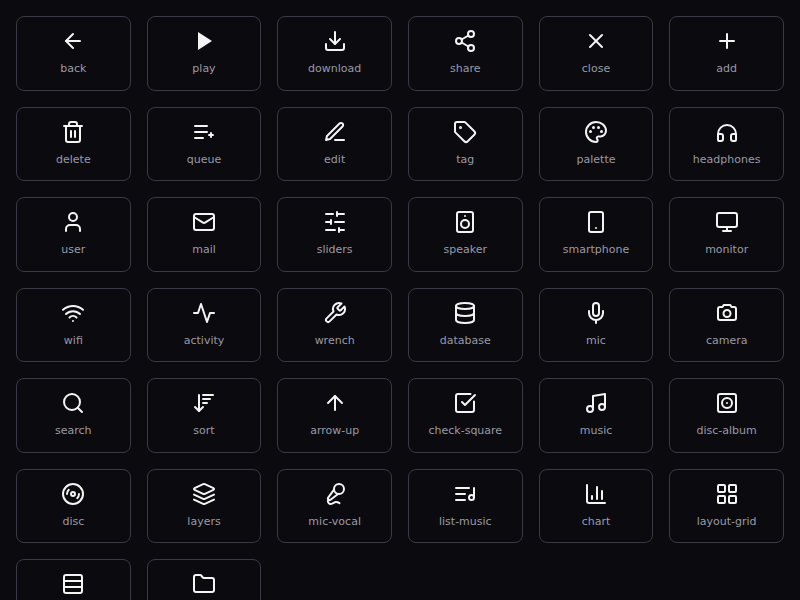 back
play
download
share
close
add
delete
queue
edit
tag
palette
headphones
user
mail
sliders
speaker
smartphone
monitor
wifi
activity
wrench
database
mic
camera
search
sort
arrow-up
check-square
music
disc-album
disc
layers
mic-vocal
list-music
chart
layout-grid